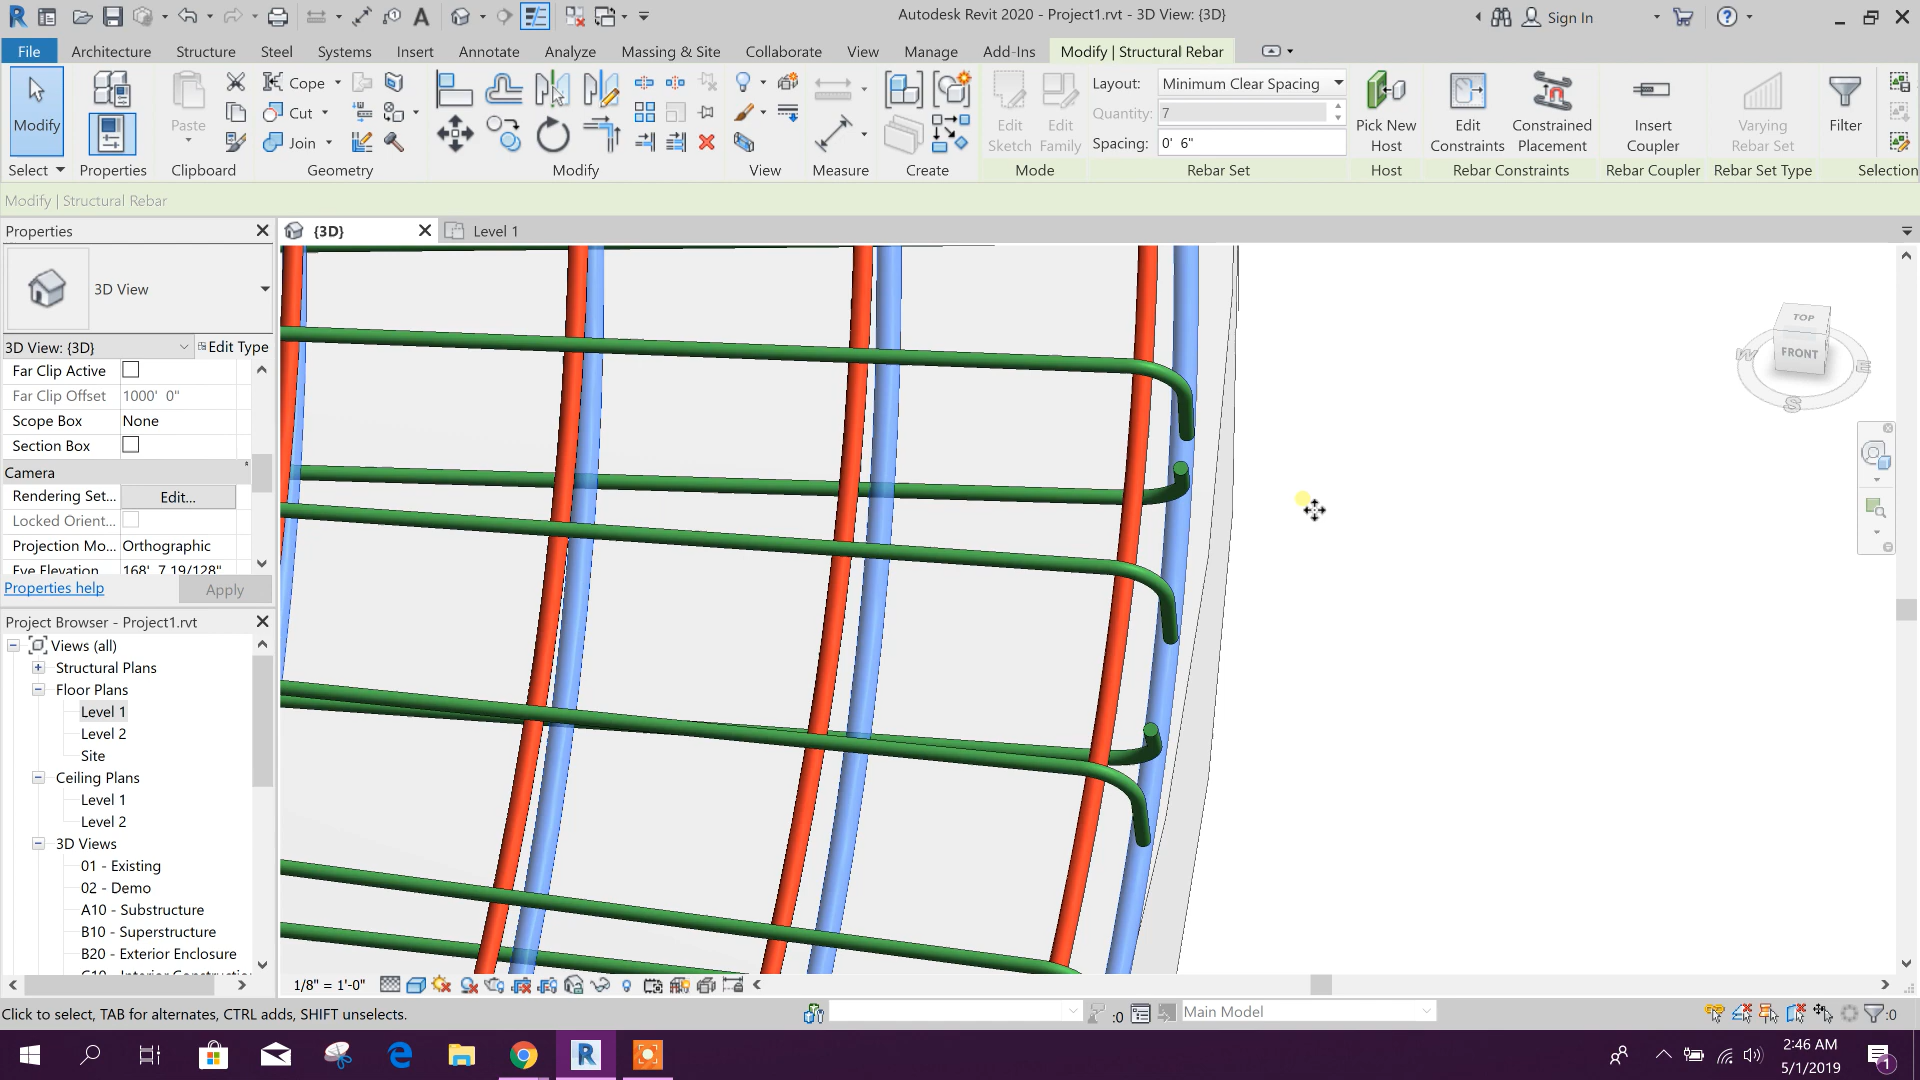 Autodesk Revit 2020 - Project1.rvt - 3D View: {3D}
Sign In
File Architecture Structure Steel Systems Insert Annotate Analyze Massing & Site Collaborate View Manage Add-Ins Modify | Structural Rebar
Modify
Select
Properties
Paste
Clipboard
Cope
Cut
Join
Geometry
Modify
View
Measure
Create
Edit Sketch
Edit Family
Mode
Layout: Minimum Clear Spacing
Quantity: 7
Spacing: 0' 6"
Rebar Set
Pick New Host
Host
Edit Constraints
Constrained Placement
Rebar Constraints
Insert Coupler
Rebar Coupler
Varying Rebar Set
Rebar Set Type
Filter
Selection
Modify | Structural Rebar
Properties
{3D}
Level 1
3D View
3D View: {3D}
Edit Type
Far Clip Active
Far Clip Offset 1000' 0"
Scope Box None
Section Box
Camera
Rendering Set... Edit...
Locked Orient...
Projection Mo... Orthographic
Eye Elevation 168' 7 19/128"
Properties help
Apply
Project Browser - Project1.rvt
Views (all)
Structural Plans
Floor Plans
Level 1
Level 2
Site
Ceiling Plans
Level 1
Level 2
3D Views
01 - Existing
02 - Demo
A10 - Substructure
B10 - Superstructure
B20 - Exterior Enclosure
TOP
FRONT
W
E
S
1/8" = 1'-0"
Click to select, TAB for alternates, CTRL adds, SHIFT unselects.
:0
Main Model
:0
2:46 AM
5/1/2019
1